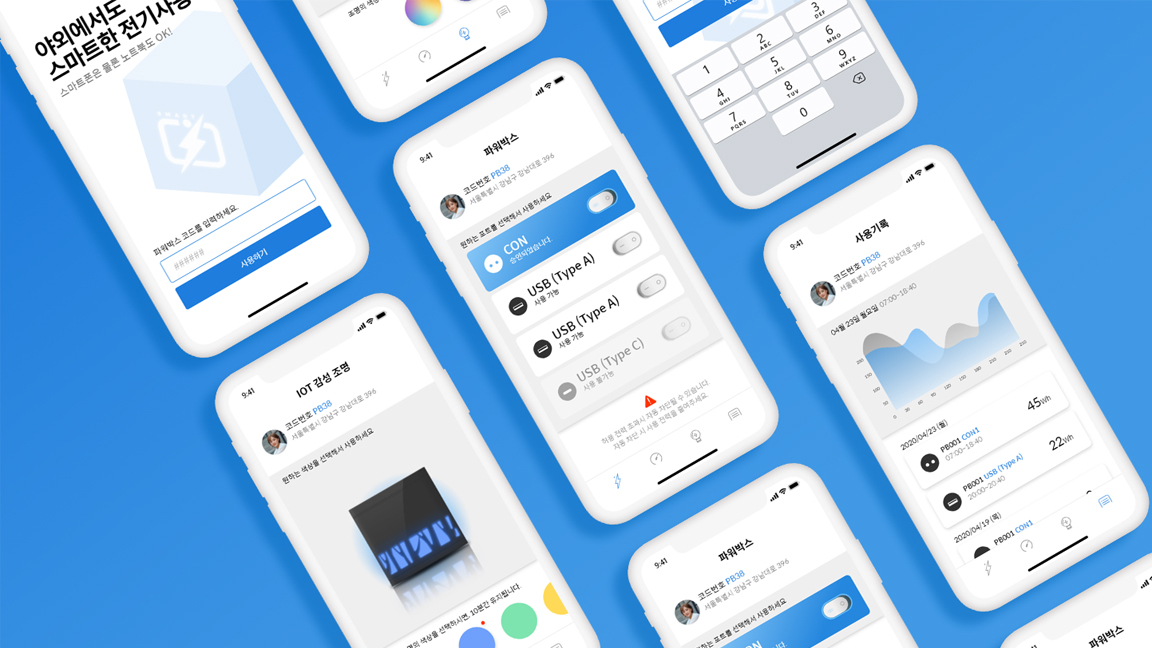 야외에서도
스마트한 전기사용
스마트폰은 물론 노트북도 OK!
파워박스 코드를 입력하세요.
########
사용하기
1
2
ABC
3
DEF
4
GHI
5
JKL
6
MNO
7
PQRS
8
TUV
9
WXYZ
0
9:41
파워박스
코드번호 PB38
서울특별시 강남구 강남대로 396
원하는 포트를 선택해서 사용하세요
CON
승인되었습니다.
USB (Type A)
사용 가능
USB (Type A)
사용 가능
USB (Type C)
사용 불가능
허용 전력 초과시 자동 차단될 수 있습니다.
자동 차단 시 사용 전력을 줄여주세요.
9:41
사용기록
코드번호 PB38
서울특별시 강남구 강남대로 396
04월 23일 월요일 07:00~18:40
200
150
100
50
0
30
60
90
120
150
180
210
230
250
2020/04/23 (월)
PB001 CON1
07:00~18:40
45Wh
PB001 USB (Type A)
20:00~20:40
22Wh
2020/04/19 (목)
PB001 CON1
9:41
IOT 감성 조명
코드번호 PB38
서울특별시 강남구 강남대로 396
원하는 색상을 선택해서 사용하세요
색상을 선택하시면, 10분간 유지됩니다.
9:41
파워박스
코드번호 PB38
서울특별시 강남구 강남대로 396
원하는 포트를 선택해서 사용하세요
CON
파워박스